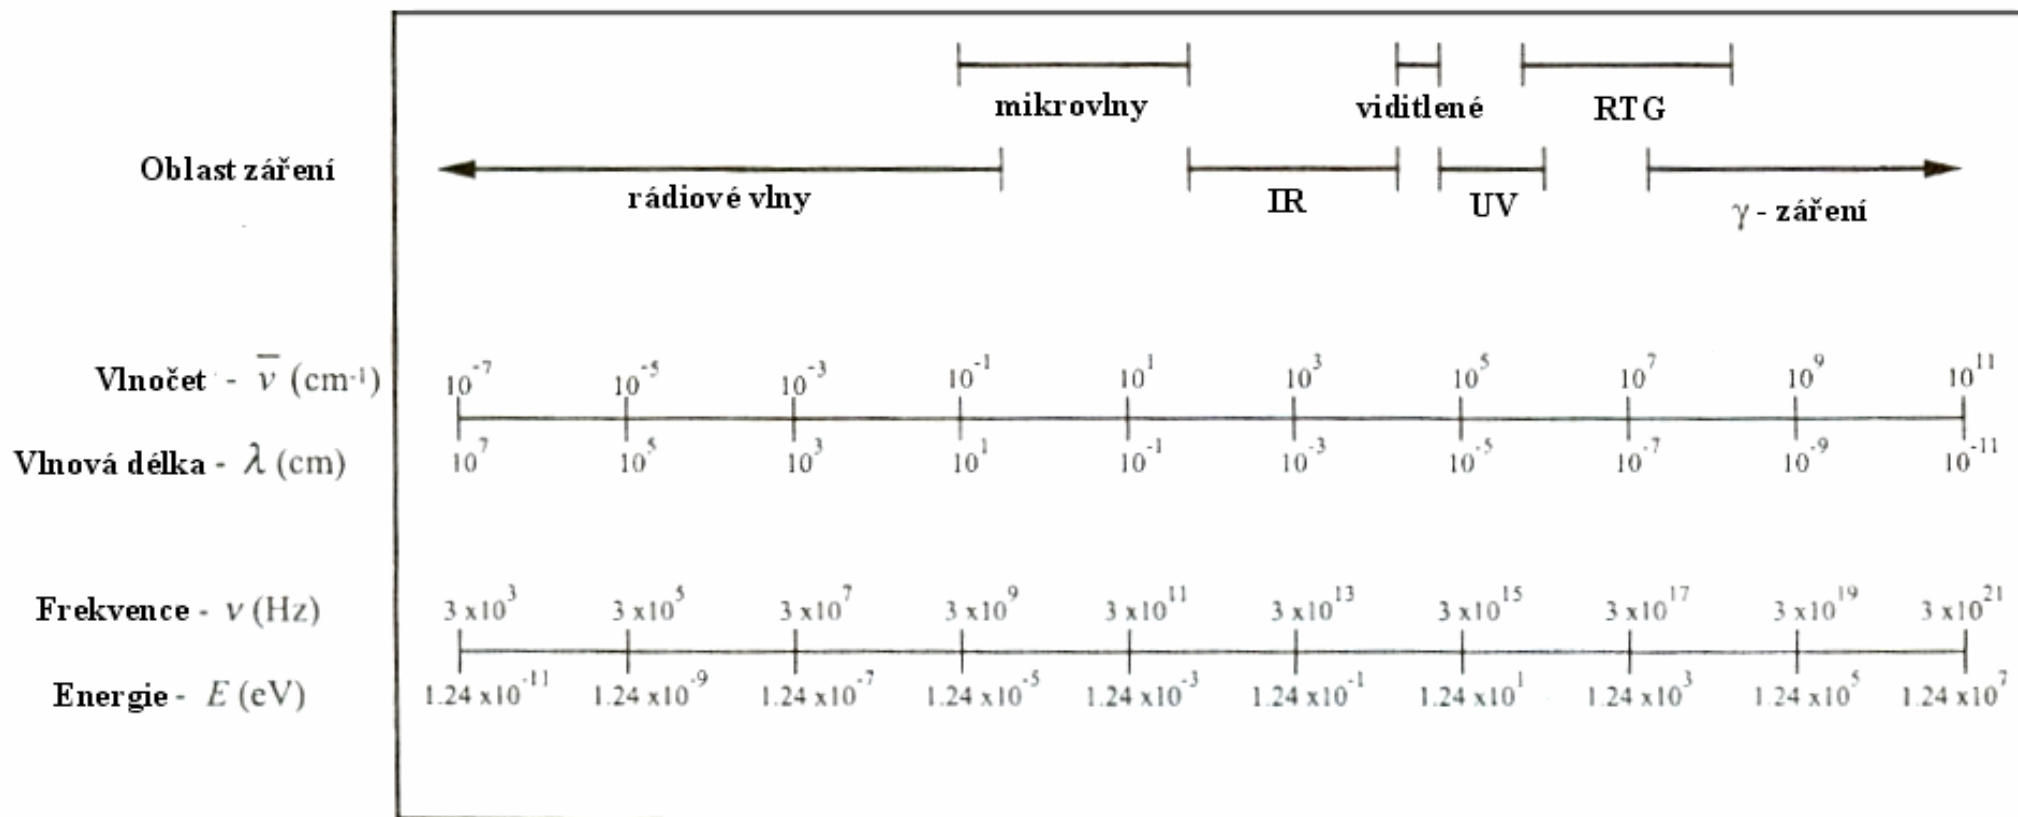 mikrovlny viditlené RTG
Oblast záření
rádiové vlny IR UV γ - záření
Vlnočet - ν̅ (cm⁻¹) 10⁻⁷ 10⁻⁵ 10⁻³ 10⁻¹ 10¹ 10³ 10⁵ 10⁷ 10⁹ 10¹¹
Vlnová délka - λ (cm) 10⁷ 10⁵ 10³ 10¹ 10⁻¹ 10⁻³ 10⁻⁵ 10⁻⁷ 10⁻⁹ 10⁻¹¹
Frekvence - ν (Hz) 3 x10³ 3 x10⁵ 3 x10⁷ 3 x10⁹ 3 x10¹¹ 3 x10¹³ 3 x10¹⁵ 3 x10¹⁷ 3 x10¹⁹ 3 x10²¹
Energie - E (eV) 1.24 x10⁻¹¹ 1.24 x10⁻⁹ 1.24 x10⁻⁷ 1.24 x10⁻⁵ 1.24 x10⁻³ 1.24 x10⁻¹ 1.24 x10¹ 1.24 x10³ 1.24 x10⁵ 1.24 x10⁷